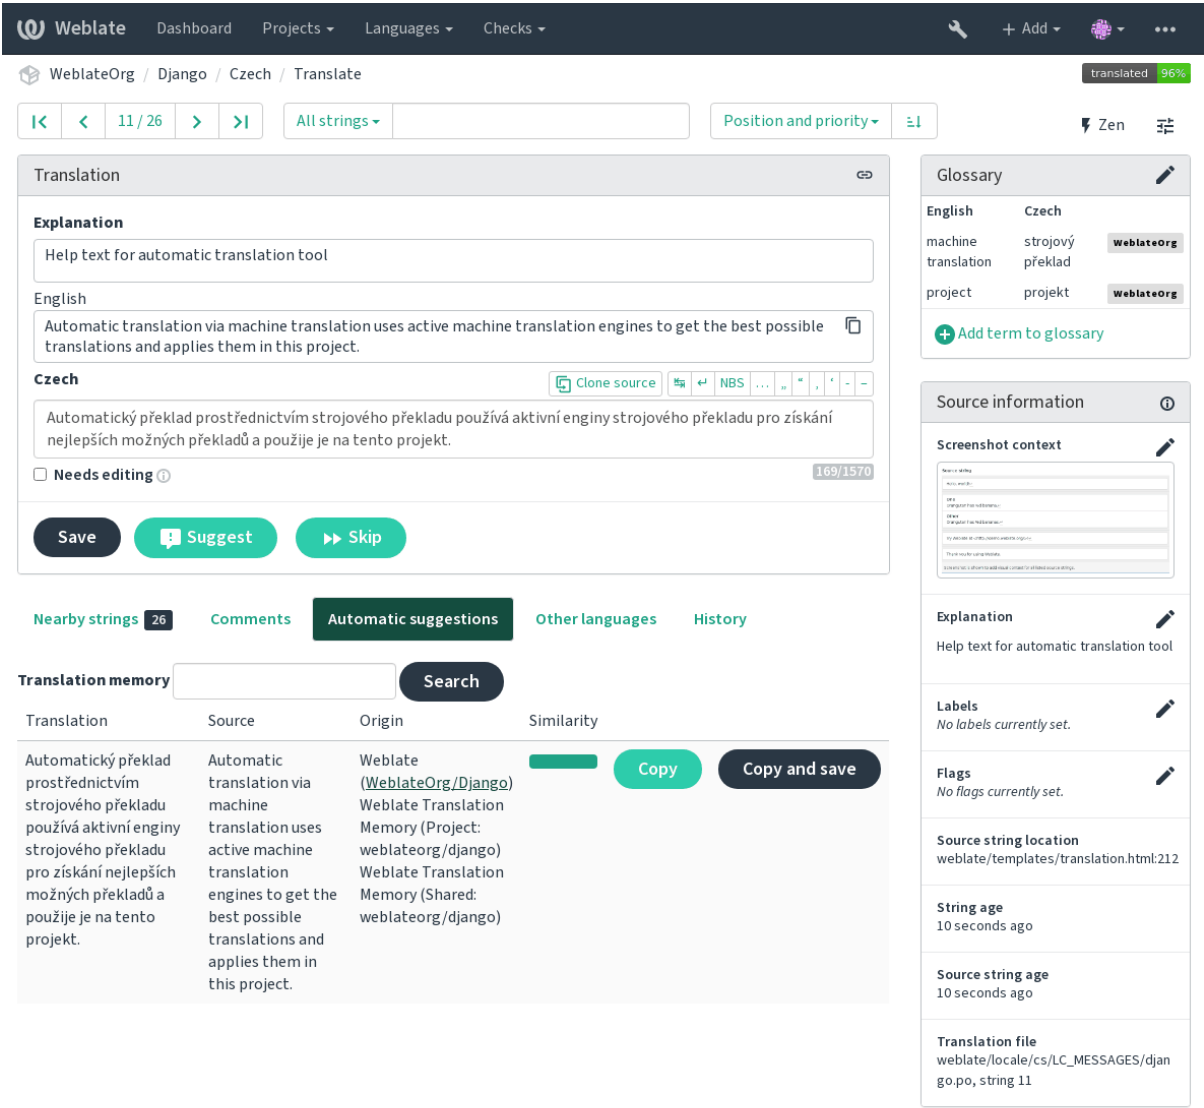 Weblate Dashboard Projects Languages Checks + Add •••
WeblateOrg / Django / Czech / Translate
translated 96%
11 / 26
All strings
Position and priority
Zen
Translation
Explanation
Help text for automatic translation tool
English
Automatic translation via machine translation uses active machine translation engines to get the best possible
translations and applies them in this project.
Czech
Clone source ↹ ↵ NBS … „ “ ‚ ‘ - –
Automatický překlad prostřednictvím strojového překladu používá aktivní enginy strojového překladu pro získání
nejlepších možných překladů a použije je na tento projekt.
Needs editing
169/1570
Save Suggest Skip
Nearby strings 26 Comments Automatic suggestions Other languages History
Translation memory Search
Translation Source Origin Similarity
Automatický překlad
prostřednictvím
strojového překladu
používá aktivní enginy
strojového překladu
pro získání nejlepších
možných překladů a
použije je na tento
projekt.
Automatic
translation via
machine
translation uses
active machine
translation
engines to get the
best possible
translations and
applies them in
this project.
Weblate
(WeblateOrg/Django)
Weblate Translation
Memory (Project:
weblateorg/django)
Weblate Translation
Memory (Shared:
weblateorg/django)
Copy Copy and save
Glossary
English Czech
machine
translation
strojový
překlad
WeblateOrg
project projekt WeblateOrg
Add term to glossary
Source information
Screenshot context
Source string
One
Other
Thank you for using Weblate.
Explanation
Help text for automatic translation tool
Labels
No labels currently set.
Flags
No flags currently set.
Source string location
weblate/templates/translation.html:212
String age
10 seconds ago
Source string age
10 seconds ago
Translation file
weblate/locale/cs/LC_MESSAGES/djan
go.po, string 11